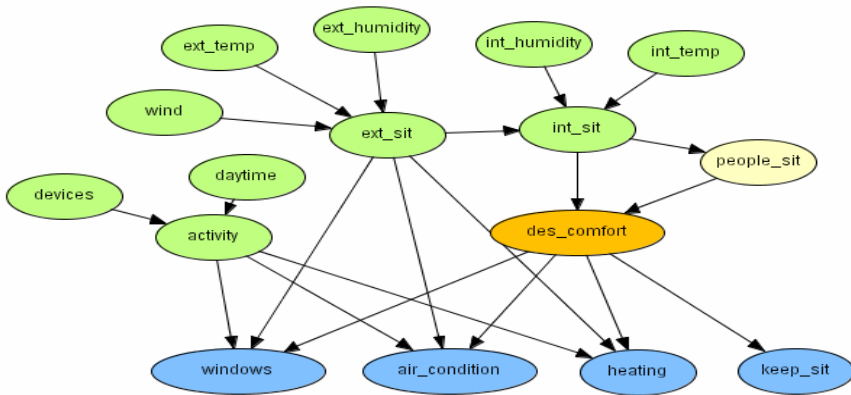 ext_humidity
ext_temp
int_humidity
int_temp
wind
ext_sit
int_sit
people_sit
devices
daytime
activity
des_comfort
windows
air_condition
heating
keep_sit